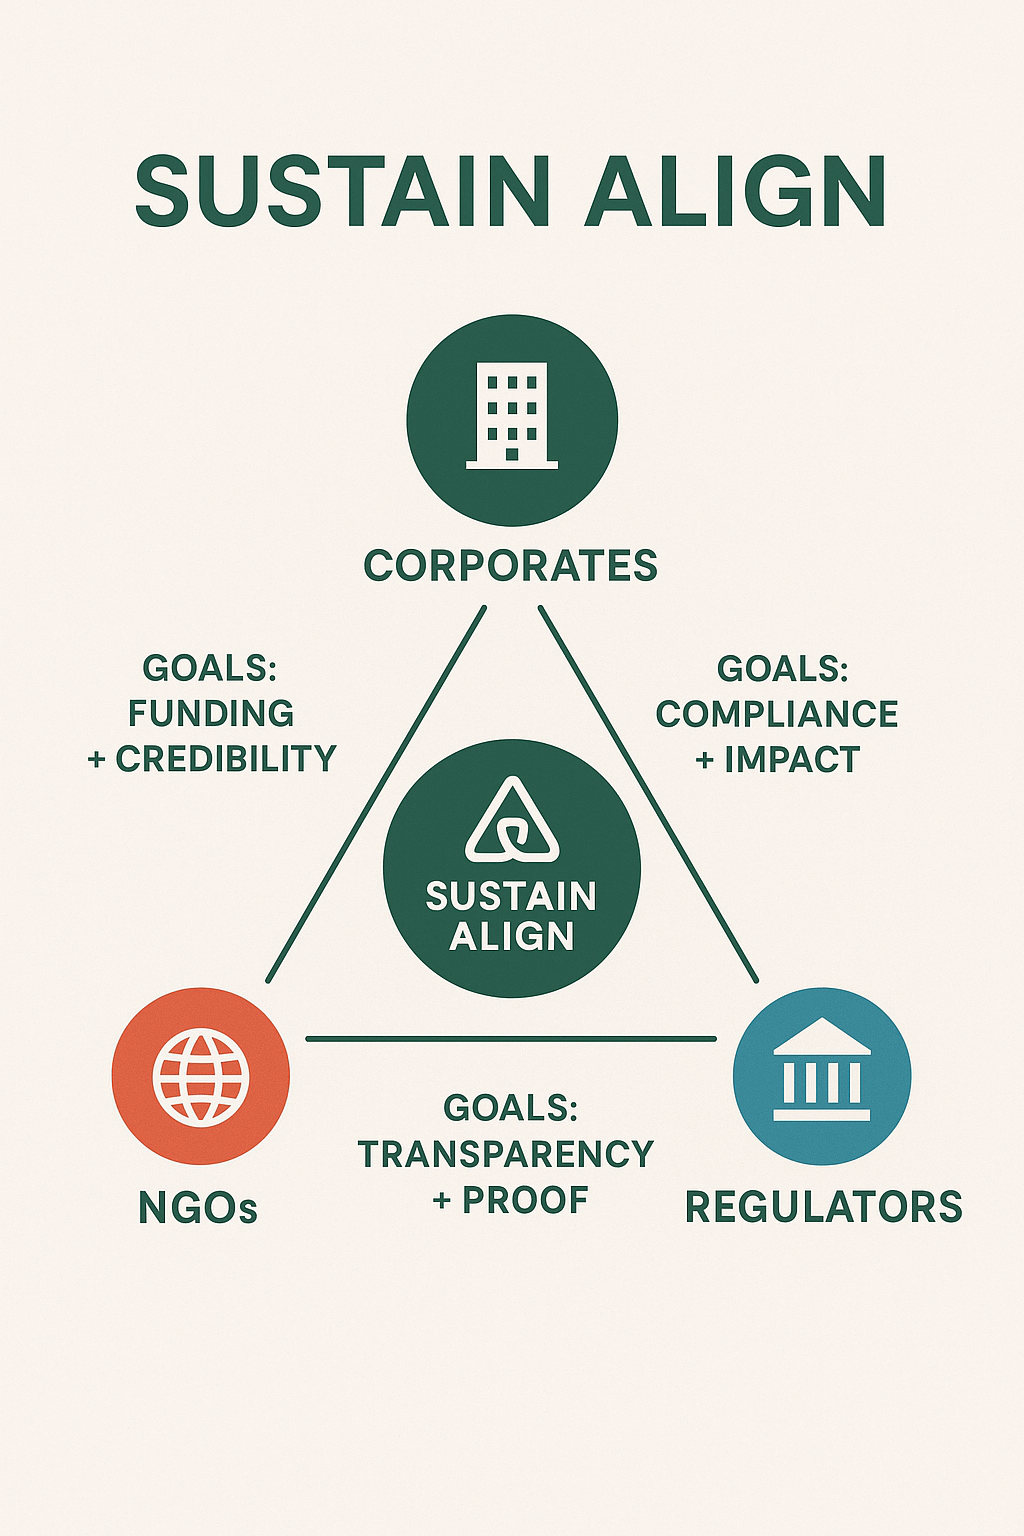 SUSTAIN ALIGN
CORPORATES
GOALS:
FUNDING
+ CREDIBILITY
GOALS:
COMPLIANCE
+ IMPACT
SUSTAIN
ALIGN
GOALS:
TRANSPARENCY
+ PROOF
NGOs
REGULATORS